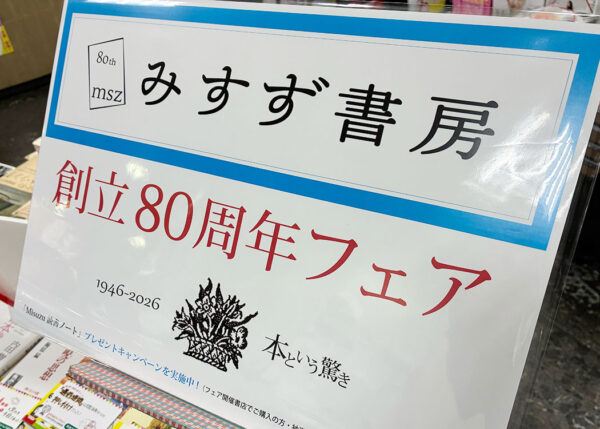 80th
msz
みすず書房
創立80周年フェア
1946-2026
本という驚き
「Misuzu 読書ノート」プレゼントキャンペーンを実施中！（フェア開催書店でご購入の方・